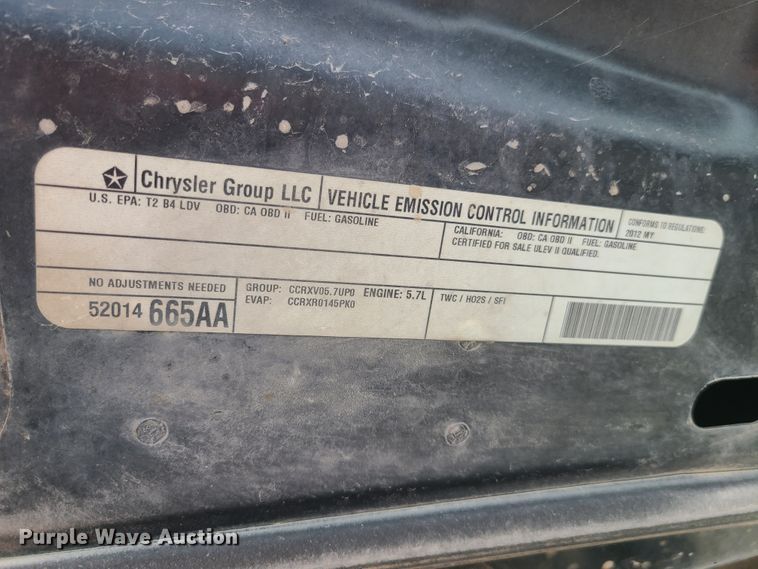 Chrysler Group LLC
VEHICLE EMISSION CONTROL INFORMATION
CONFORMS TO REGULATIONS:
2012 MY
U.S. EPA: T2 B4 LDV OBD: CA OBD II FUEL: GASOLINE
CALIFORNIA: OBD: CA OBD II FUEL: GASOLINE
CERTIFIED FOR SALE ULEV II QUALIFIED.
NO ADJUSTMENTS NEEDED
52014 665AA
GROUP: CCRXV05.7UP0 ENGINE: 5.7L
EVAP: CCRXR0145PK0
TWC / HO2S / SFI
Purple Wave Auction®